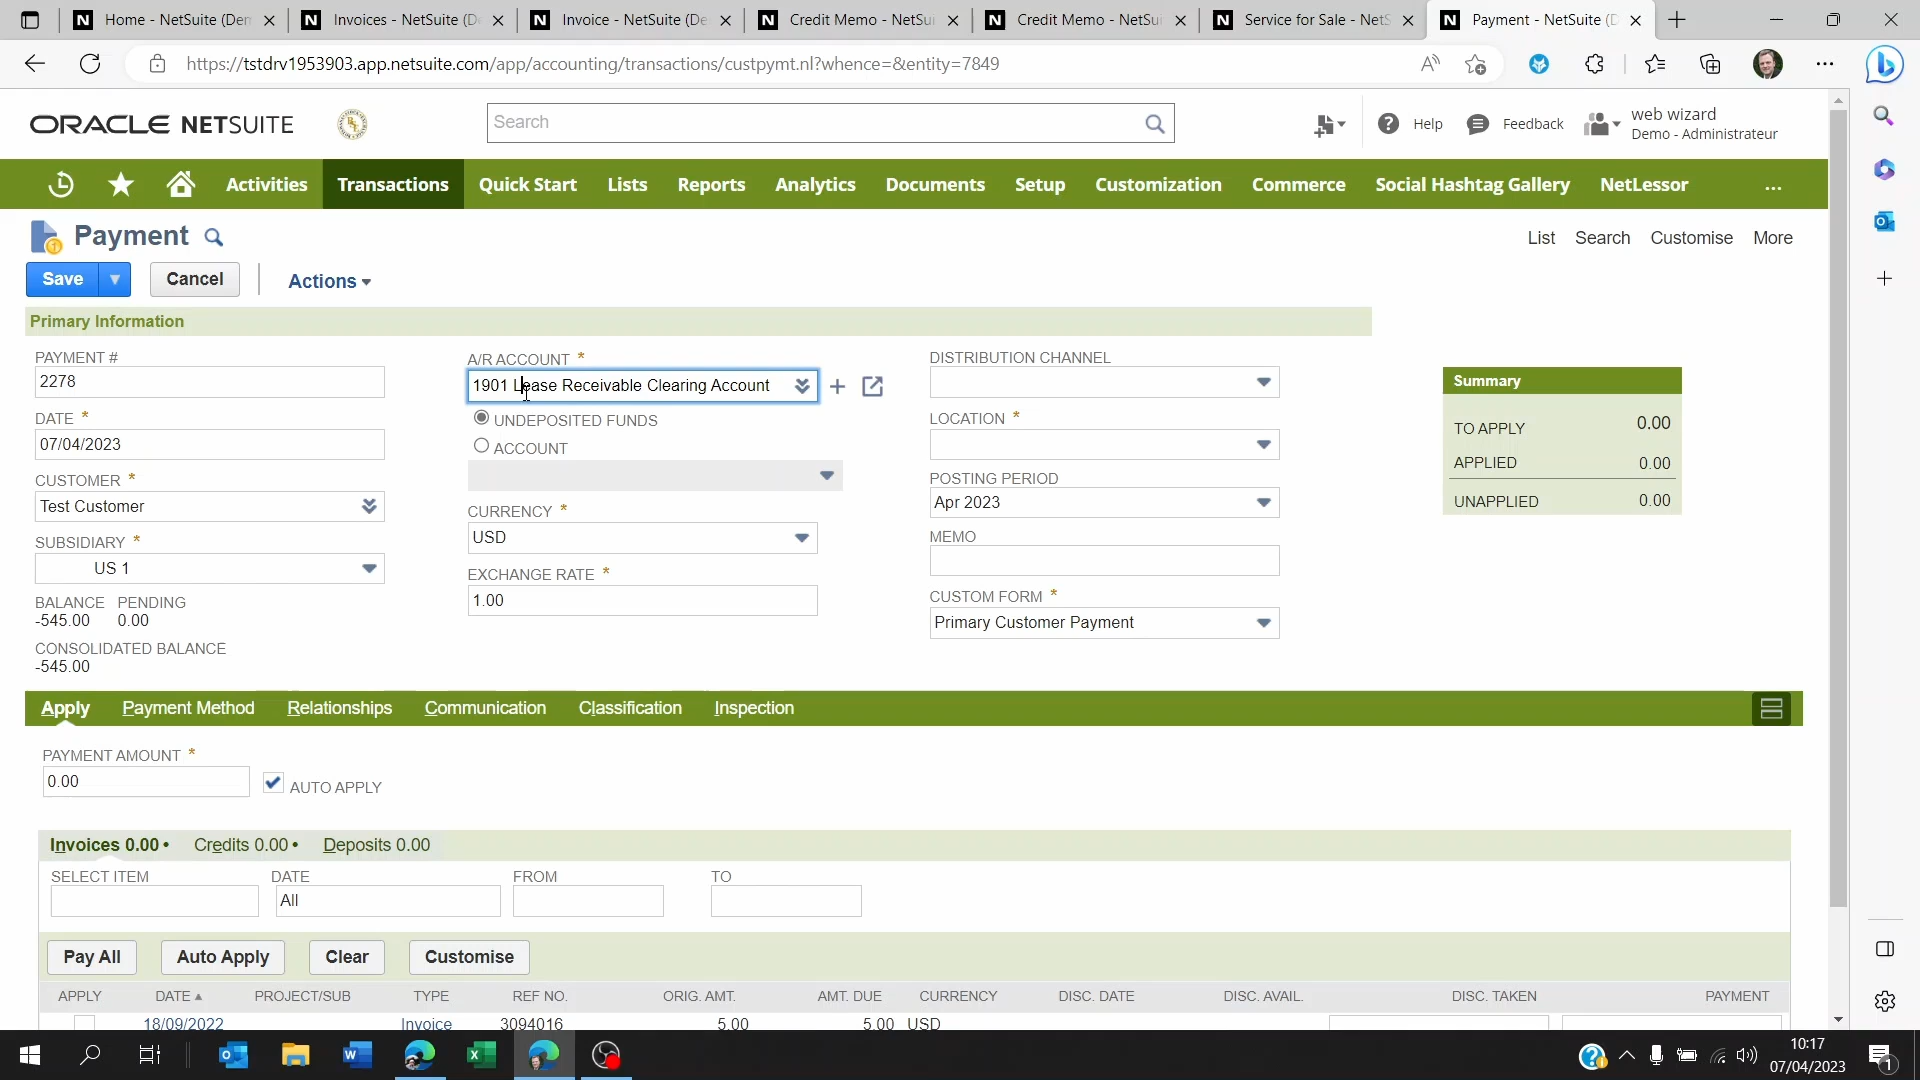 Home - NetSuite (Den
Invoices - NetSuite (D
Invoice - NetSuite (De
Credit Memo - NetSu
Credit Memo - NetSu
Service for Sale - NetS
Payment - NetSuite (D
https://tstdrv1953903.app.netsuite.com/app/accounting/transactions/custpymt.nl?whence=&entity=7849
ORACLE NETSUITE
Search
Help
Feedback
web wizard
Demo - Administrateur
Activities
Transactions
Quick Start
Lists
Reports
Analytics
Documents
Setup
Customization
Commerce
Social Hashtag Gallery
NetLessor
...
Payment
List
Search
Customise
More
Save
Cancel
Actions
Primary Information
PAYMENT #
2278
DATE *
07/04/2023
CUSTOMER *
Test Customer
SUBSIDIARY *
US 1
BALANCE PENDING
-545.00 0.00
CONSOLIDATED BALANCE
-545.00
A/R ACCOUNT *
1901 Lease Receivable Clearing Account
UNDEPOSITED FUNDS
ACCOUNT
CURRENCY *
USD
EXCHANGE RATE *
1.00
DISTRIBUTION CHANNEL
LOCATION *
POSTING PERIOD
Apr 2023
MEMO
CUSTOM FORM *
Primary Customer Payment
Summary
TO APPLY 0.00
APPLIED 0.00
UNAPPLIED 0.00
Apply
Payment Method
Relationships
Communication
Classification
Inspection
PAYMENT AMOUNT *
0.00
AUTO APPLY
Invoices 0.00 •
Credits 0.00 •
Deposits 0.00
SELECT ITEM
DATE
FROM
TO
All
Pay All
Auto Apply
Clear
Customise
APPLY DATE PROJECT/SUB TYPE REF NO. ORIG. AMT. AMT. DUE CURRENCY DISC. DATE DISC. AVAIL. DISC. TAKEN PAYMENT
18/09/2022 Invoice 3094016 5.00 5.00 USD
10:17
07/04/2023
1